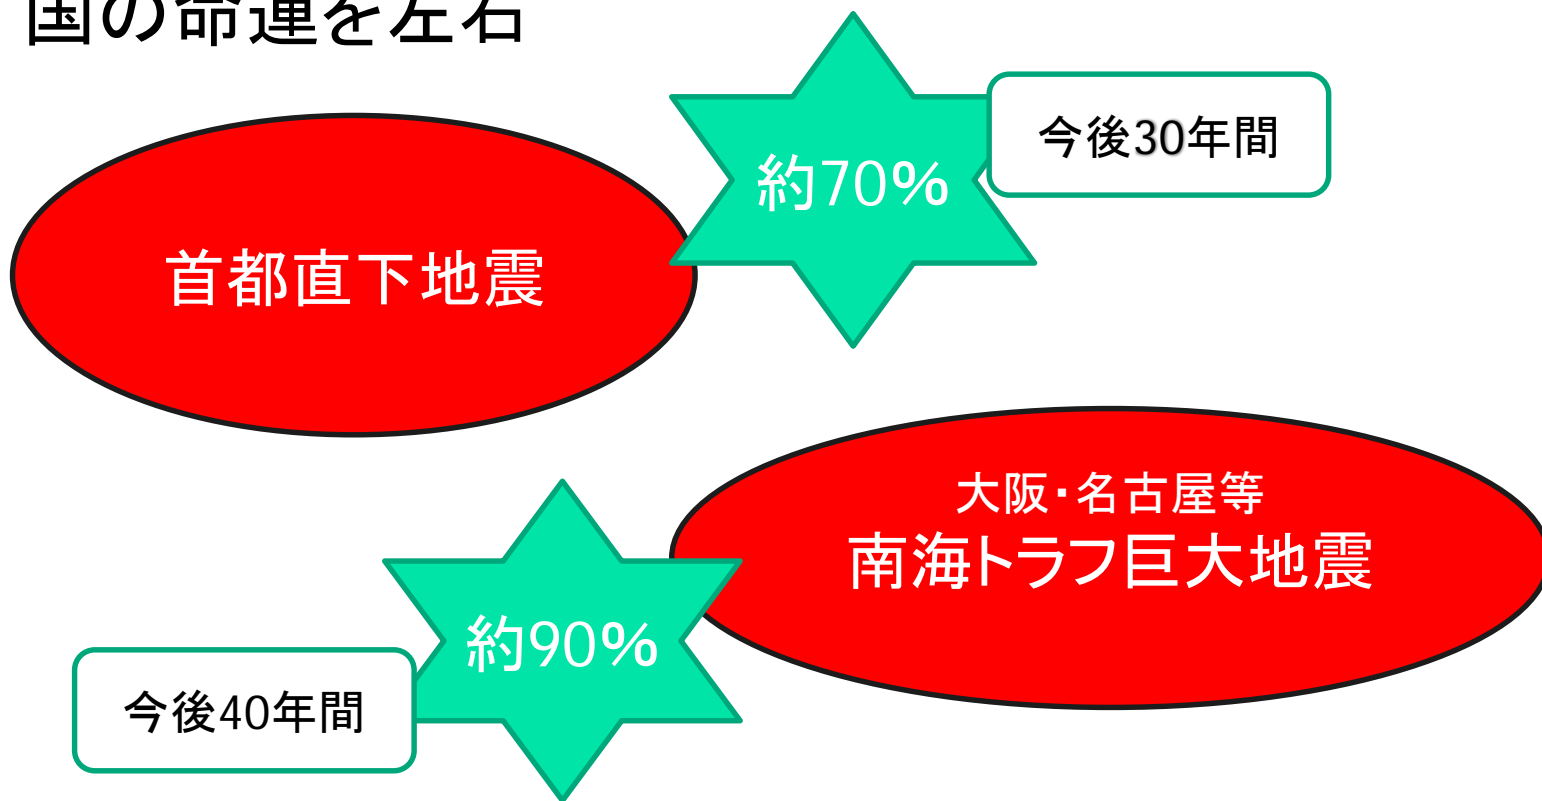 国の命運を左右
約70%
今後30年間
首都直下地震
大阪・名古屋等
南海トラフ巨大地震
約90%
今後40年間